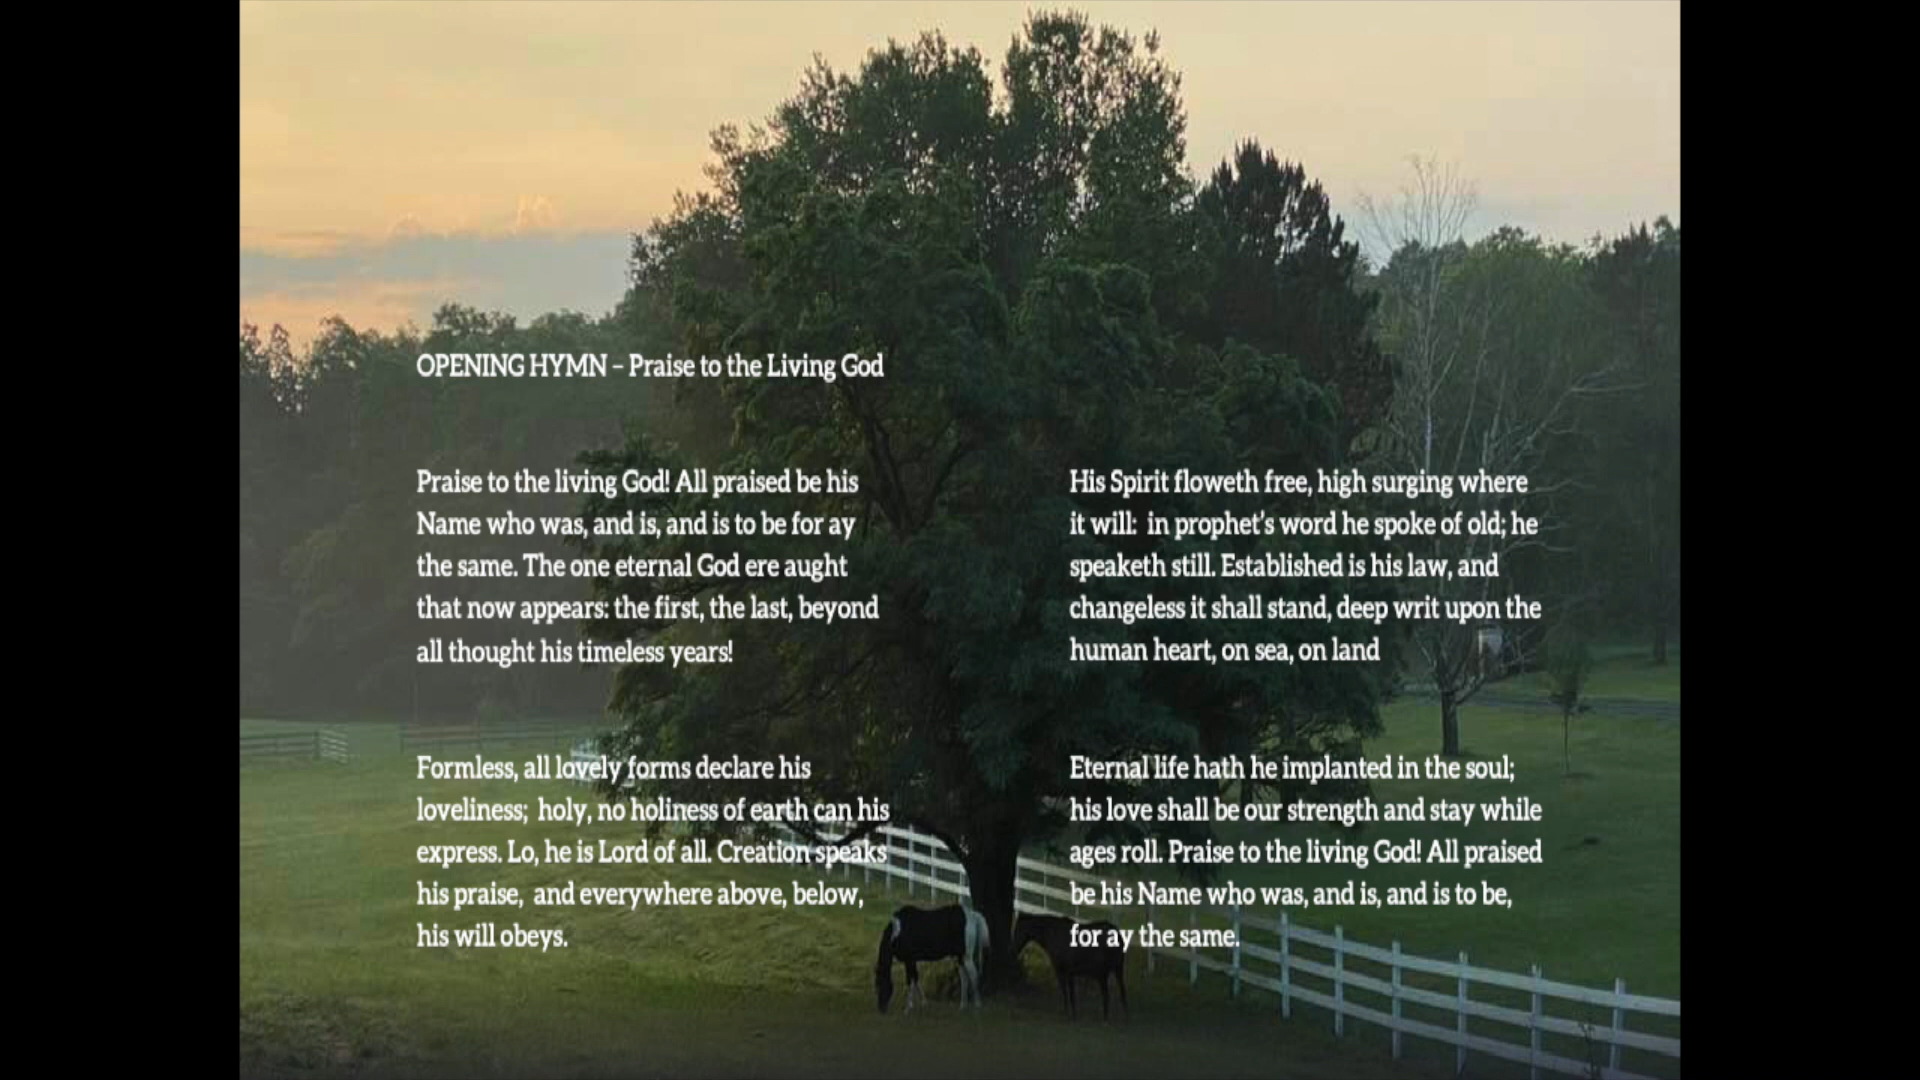 OPENING HYMN – Praise to the Living God
Praise to the living God! All praised be his
Name who was, and is, and is to be for ay
the same. The one eternal God ere aught
that now appears: the first, the last, beyond
all thought his timeless years!
Formless, all lovely forms declare his
loveliness; holy, no holiness of earth can his
express. Lo, he is Lord of all. Creation speaks
his praise, and everywhere above, below,
his will obeys.
His Spirit floweth free, high surging where
it will: in prophet's word he spoke of old; he
speaketh still. Established is his law, and
changeless it shall stand, deep writ upon the
human heart, on sea, on land
Eternal life hath he implanted in the soul;
his love shall be our strength and stay while
ages roll. Praise to the living God! All praised
be his Name who was, and is, and is to be,
for ay the same.